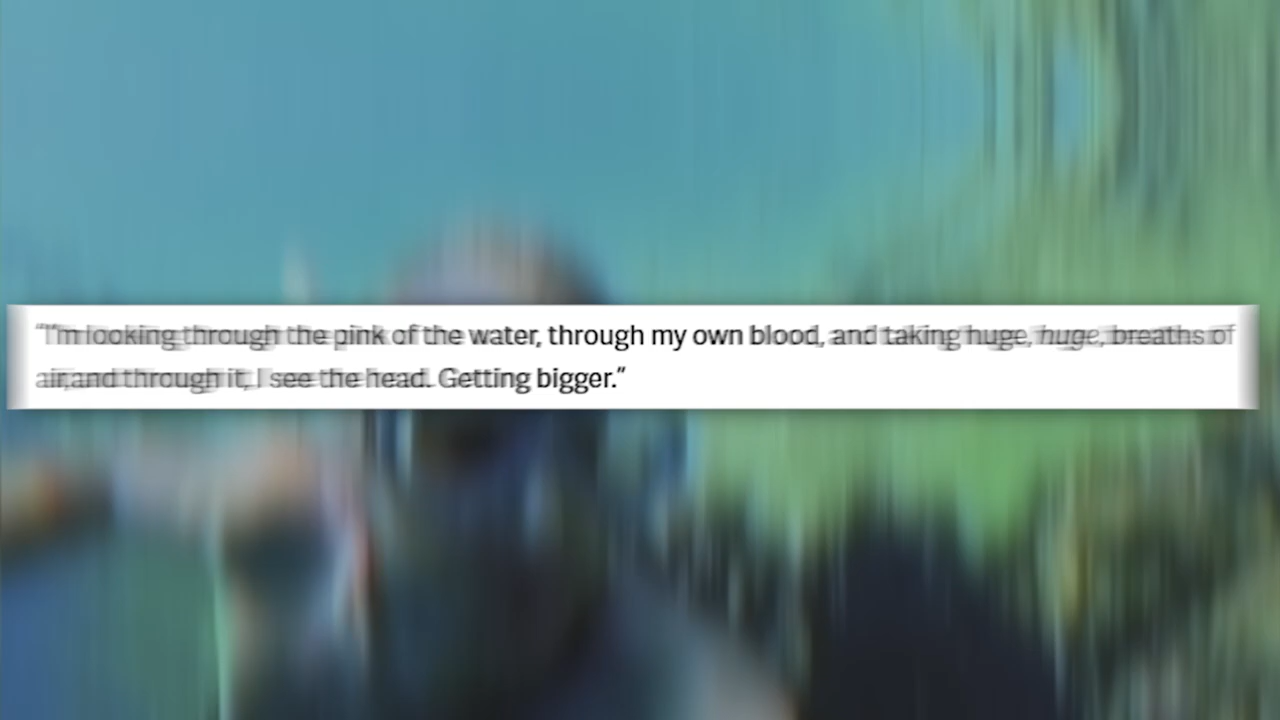 “I’m looking through the pink of the water, through my own blood, and taking huge, huge, breaths of
air,and through it, I see the head. Getting bigger.”